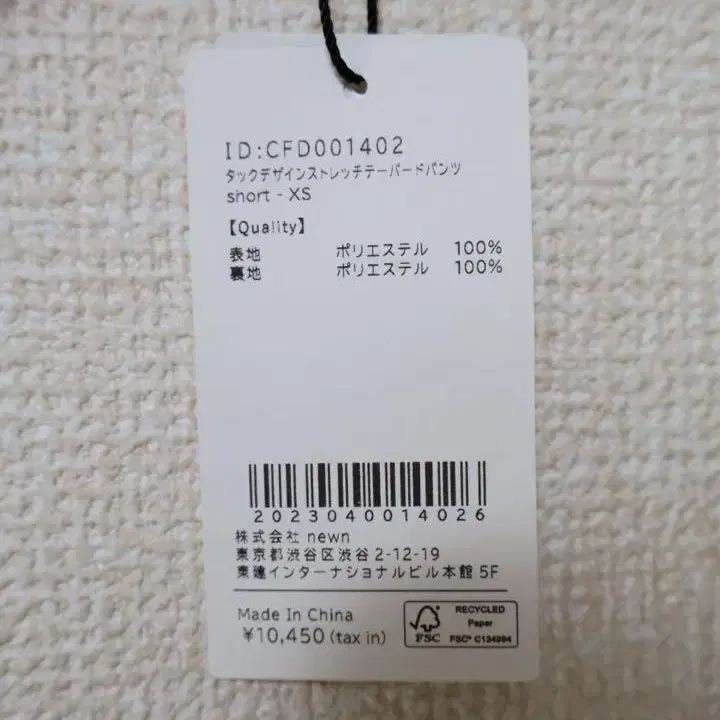 ID:CFD001402
タックデザインストレッチテーパードパンツ
short - XS
【Quality】
表地 ポリエステル 100%
裏地 ポリエステル 100%
2023040014026
株式会社 newn
東京都渋谷区渋谷 2-12-19
東建インターナショナルビル本館 5F
Made In China
¥10,450 (tax in)
FSC
RECYCLED
Paper
FSC® C134994